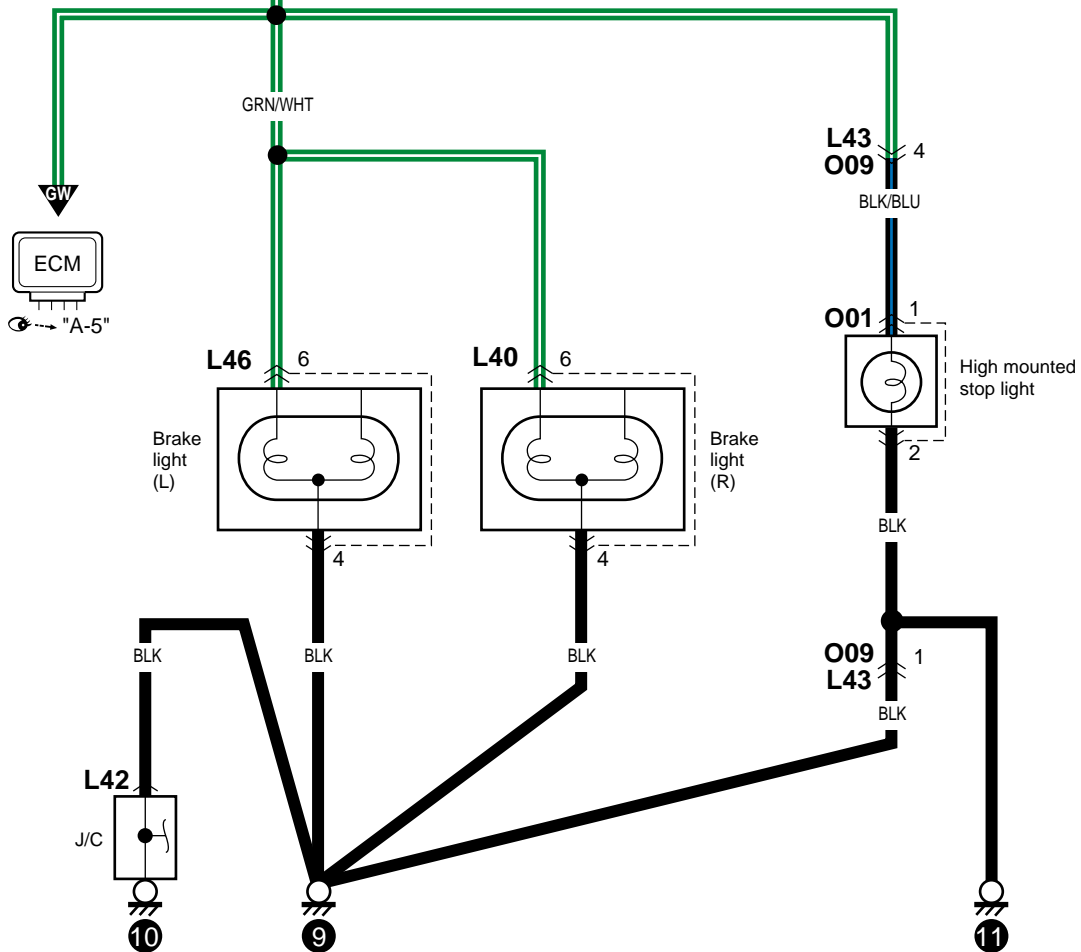 GRN/WHT
L43
4
O09
BLK/BLU
GW
ECM
"A-5"
O01
1
L46
6
L40
6
High mounted
stop light
Brake
light
(L)
Brake
light
(R)
2
4
4
BLK
BLK
BLK
BLK
O09
1
L43
BLK
L42
J/C
10
9
11